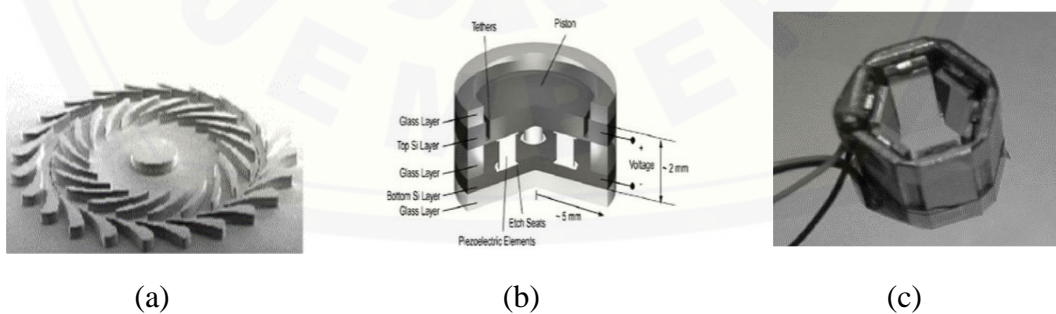 Tethers
Piston
Glass Layer
Top Si Layer
Glass Layer
Bottom Si Layer
Glass Layer
+
Voltage
-
~ 2 mm
~ 5 mm
Etch Seats
Piezoelectric Elements
(a)
(b)
(c)